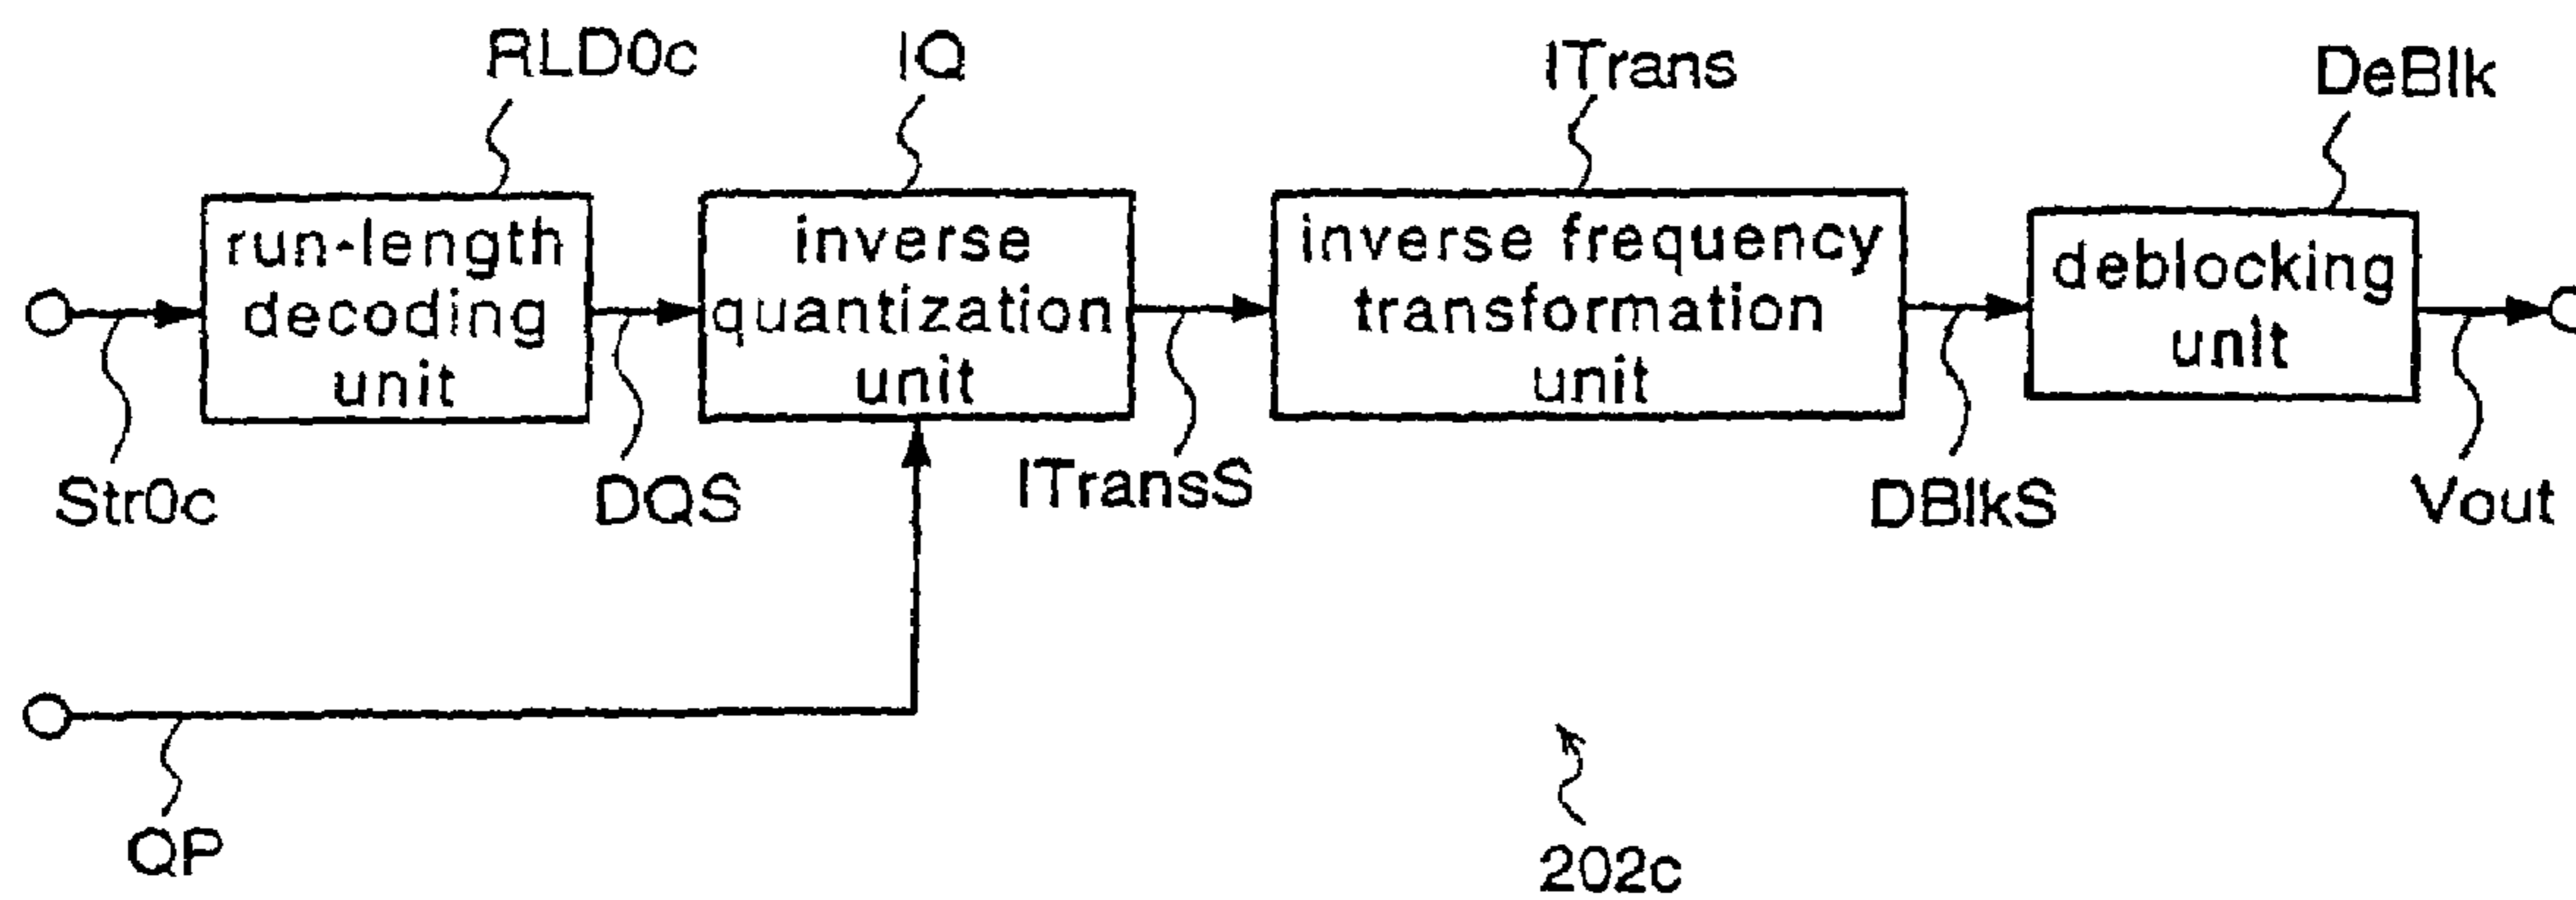 RLD0c
IQ
ITrans
DeBlk
run-length
decoding
unit
inverse
quantization
unit
inverse frequency
transformation
unit
deblocking
unit
Str0c
DQS
ITransS
DBlkS
Vout
QP
202c